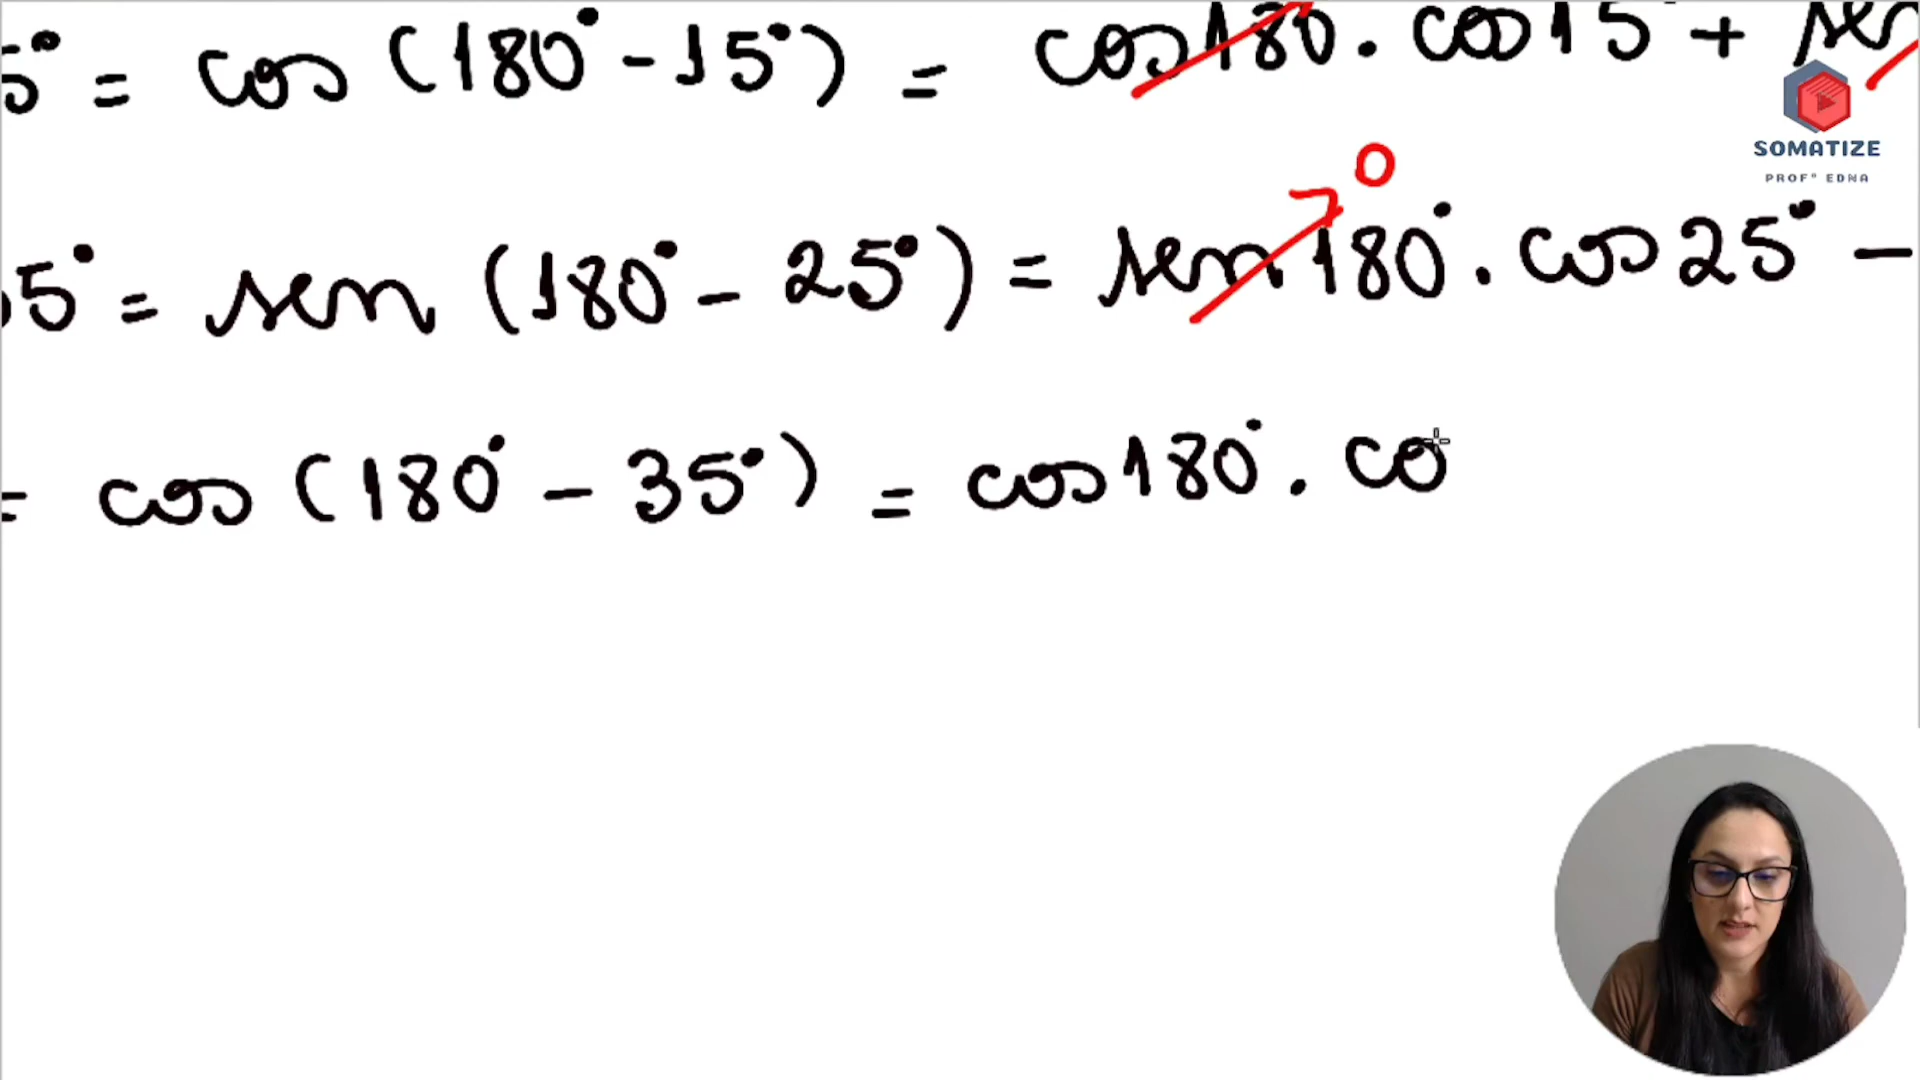 5° = cos (180° - 15°) = cos 180 . cos 15° + sen
SOMATIZE
PROFª EDNA
0
5° = sen (180° - 25°) = sen 180° . cos 25° -
= cos (180° - 35°) = cos 180° . co